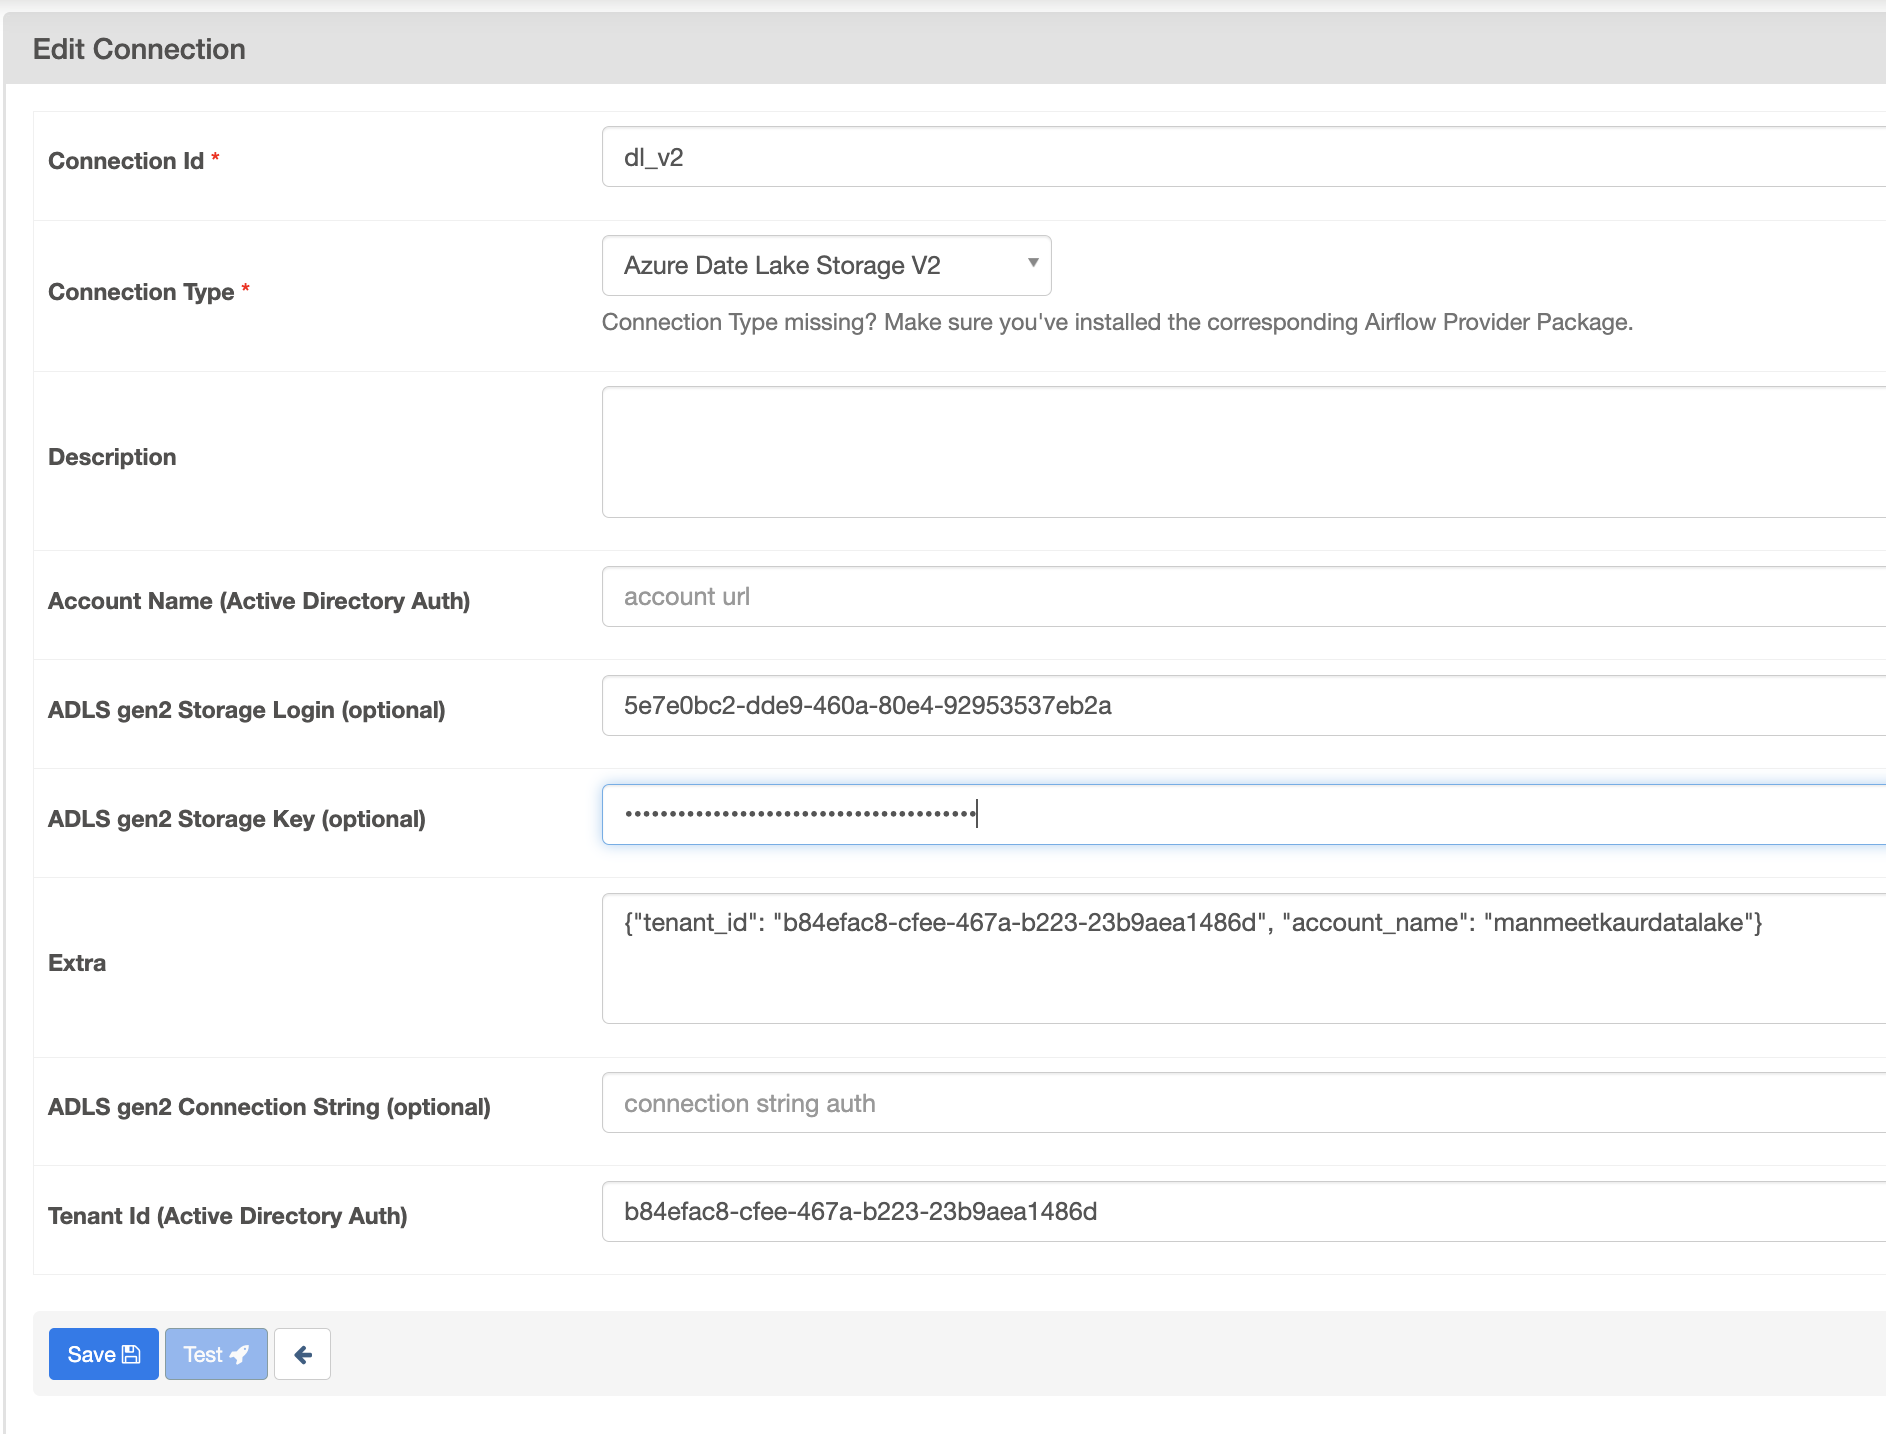 Edit Connection
Connection Id *
dl_v2
Connection Type *
Azure Date Lake Storage V2
Connection Type missing? Make sure you've installed the corresponding Airflow Provider Package.
Description
Account Name (Active Directory Auth)
account url
ADLS gen2 Storage Login (optional)
5e7e0bc2-dde9-460a-80e4-92953537eb2a
ADLS gen2 Storage Key (optional)
••••••••••••••••••••••••••••••••••••••••
Extra
{"tenant_id": "b84efac8-cfee-467a-b223-23b9aea1486d", "account_name": "manmeetkaurdatalake"}
ADLS gen2 Connection String (optional)
connection string auth
Tenant Id (Active Directory Auth)
b84efac8-cfee-467a-b223-23b9aea1486d
Save
Test